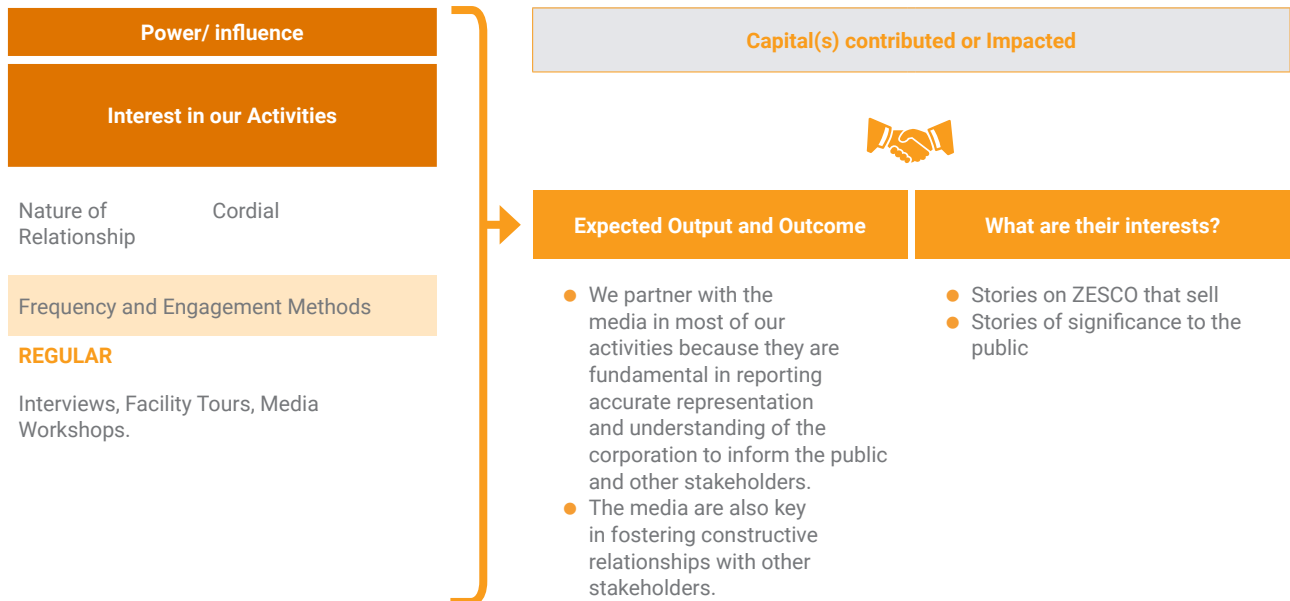 Power/ influence
Interest in our Activities
Nature of
Relationship
Cordial
Frequency and Engagement Methods
REGULAR
Interviews, Facility Tours, Media
Workshops.
Capital(s) contributed or Impacted
Expected Output and Outcome
We partner with the
media in most of our
activities because they are
fundamental in reporting
accurate representation
and understanding of the
corporation to inform the public
and other stakeholders.
The media are also key
in fostering constructive
relationships with other
stakeholders.
What are their interests?
Stories on ZESCO that sell
Stories of significance to the
public